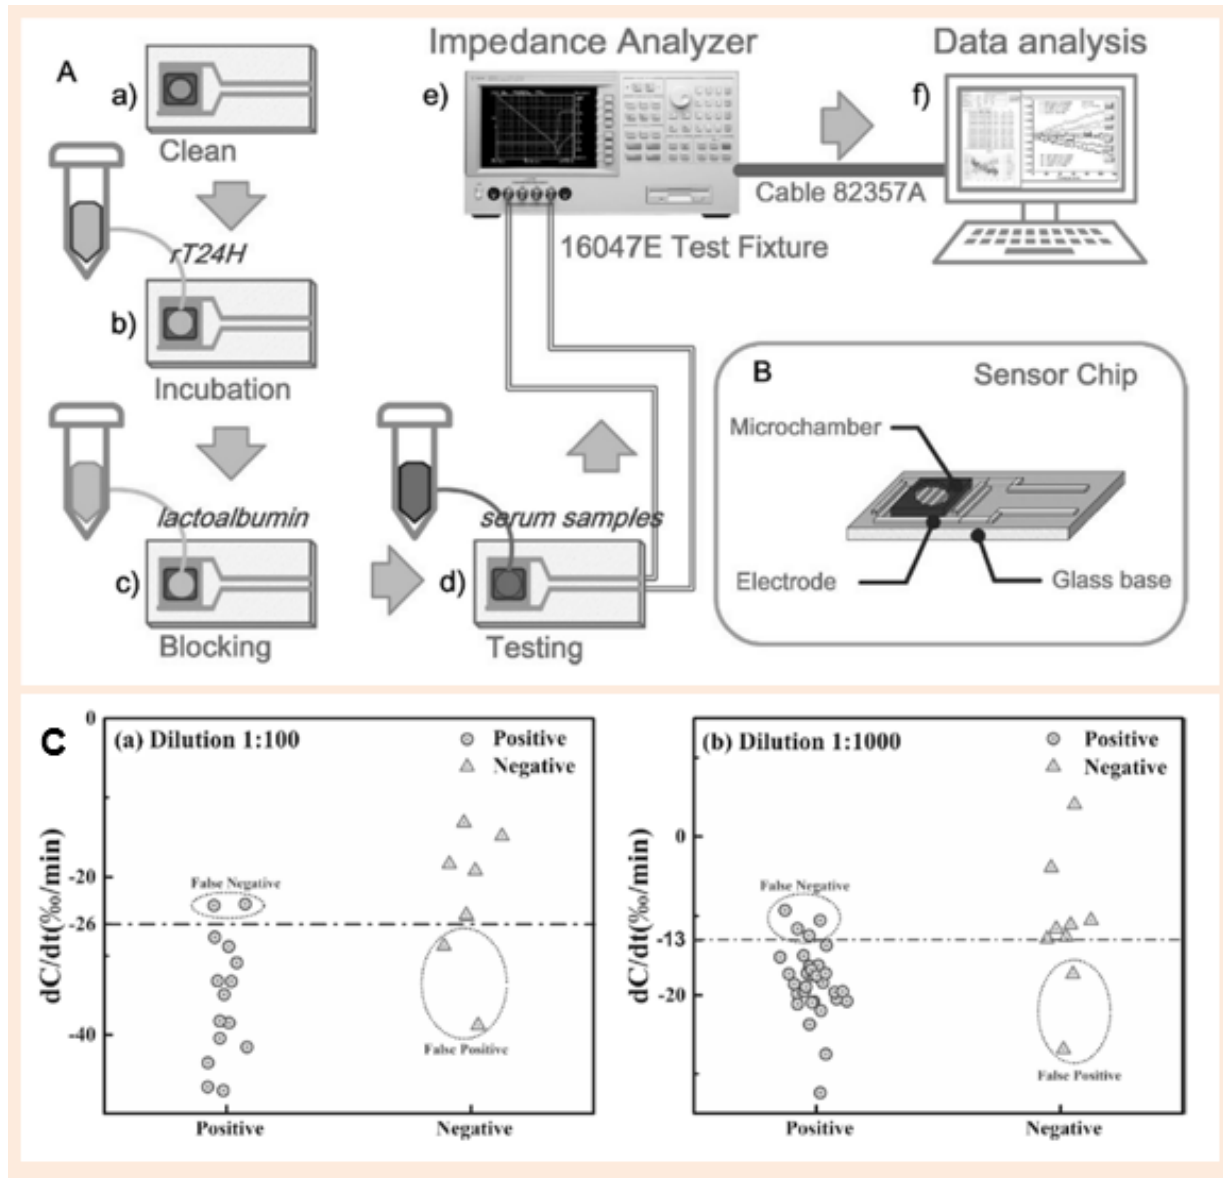 A
a)
Clean
rT24H
b)
Incubation
lactoalbumin
c)
Blocking
serum samples
d)
Testing
Impedance Analyzer
e)
16047E Test Fixture
Cable 82357A
Data analysis
f)
B
Sensor Chip
Microchamber
Electrode
Glass base
C
(a) Dilution 1:100
Positive
Negative
dC/dt(‰/min)
0
-20
-26
-40
False Negative
False Positive
Positive
Negative
(b) Dilution 1:1000
Positive
Negative
dC/dt(‰/min)
0
-13
-20
False Negative
False Positive
Positive
Negative